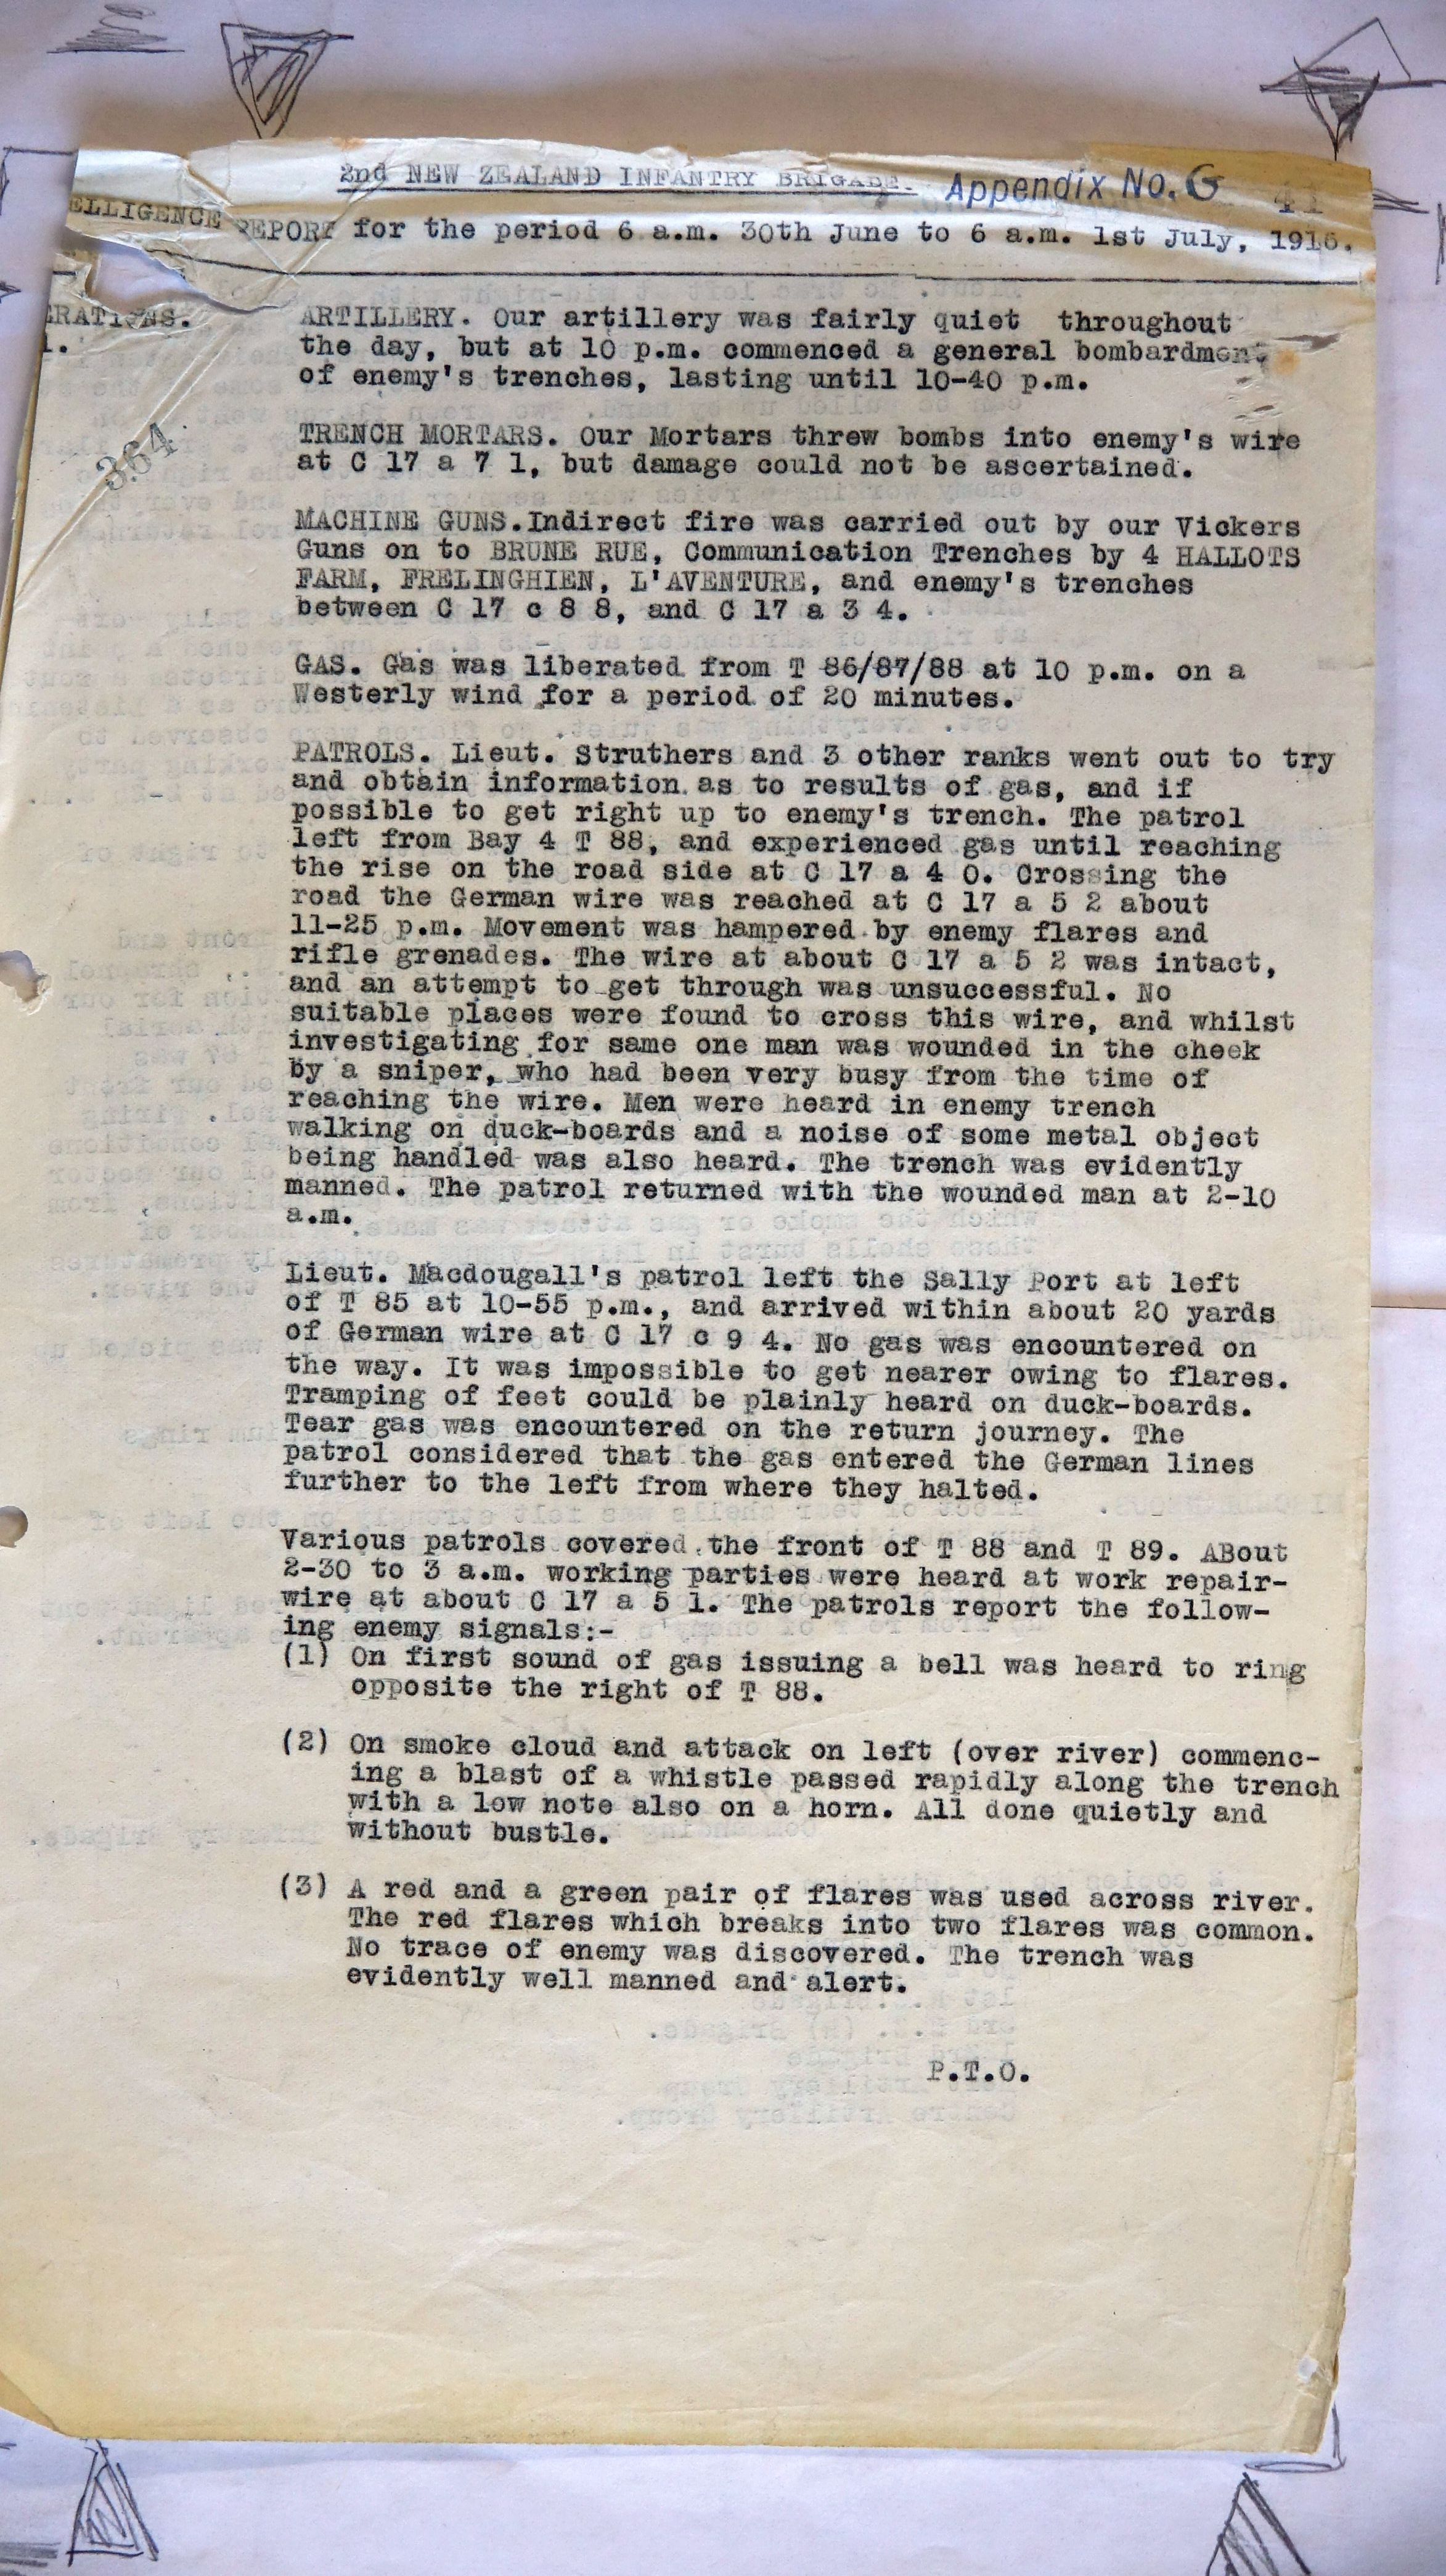 2nd NEW ZEALAND INFANTRY BRIGADE. Appendix No. G 41
ELLIGENCE REPORT for the period 6 a.m. 30th June to 6 a.m. 1st July, 1916.
ERATIONS. ARTILLERY. Our artillery was fairly quiet throughout
1. the day, but at 10 p.m. commenced a general bombardment
of enemy's trenches, lasting until 10-40 p.m.
364
TRENCH MORTARS. Our Mortars threw bombs into enemy's wire
at C 17 a 7 1, but damage could not be ascertained.
MACHINE GUNS.Indirect fire was carried out by our Vickers
Guns on to BRUNE RUE, Communication Trenches by 4 HALLOTS
FARM, FRELINGHIEN, L'AVENTURE, and enemy's trenches
between C 17 c 8 8, and C 17 a 3 4.
GAS. Gas was liberated from T 86/87/88 at 10 p.m. on a
Westerly wind for a period of 20 minutes.
PATROLS. Lieut. Struthers and 3 other ranks went out to try
and obtain information as to results of gas, and if
possible to get right up to enemy's trench. The patrol
left from Bay 4 T 88, and experienced gas until reaching
the rise on the road side at C 17 a 4 0. Crossing the
road the German wire was reached at C 17 a 5 2 about
11-25 p.m. Movement was hampered by enemy flares and
rifle grenades. The wire at about C 17 a 5 2 was intact,
and an attempt to get through was unsuccessful. No
suitable places were found to cross this wire, and whilst
investigating for same one man was wounded in the cheek
by a sniper, who had been very busy from the time of
reaching the wire. Men were heard in enemy trench
walking on duck-boards and a noise of some metal object
being handled was also heard. The trench was evidently
manned. The patrol returned with the wounded man at 2-10
a.m.
Lieut. Macdougall's patrol left the Sally Port at left
of T 85 at 10-55 p.m., and arrived within about 20 yards
of German wire at C 17 c 9 4. No gas was encountered on
the way. It was impossible to get nearer owing to flares.
Tramping of feet could be plainly heard on duck-boards.
Tear gas was encountered on the return journey. The
patrol considered that the gas entered the German lines
further to the left from where they halted.
Various patrols covered the front of T 88 and T 89. ABout
2-30 to 3 a.m. working parties were heard at work repair-
wire at about C 17 a 5 1. The patrols report the follow-
ing enemy signals:-
(1) On first sound of gas issuing a bell was heard to ring
opposite the right of T 88.
(2) On smoke cloud and attack on left (over river) commenc-
ing a blast of a whistle passed rapidly along the trench
with a low note also on a horn. All done quietly and
without bustle.
(3) A red and a green pair of flares was used across river.
The red flares which breaks into two flares was common.
No trace of enemy was discovered. The trench was
evidently well manned and alert.
P.T.O.